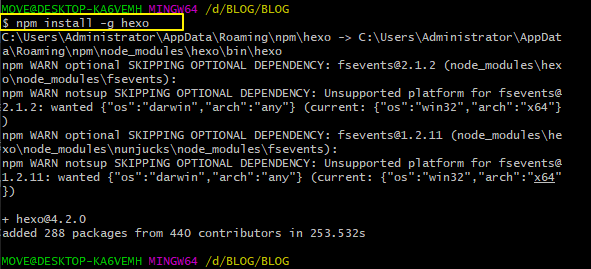 MOVE@DESKTOP-KA6VEMH MINGW64 /d/BLOG/BLOG
$ npm install -g hexo
C:\Users\Administrator\AppData\Roaming\npm\hexo -> C:\Users\Administrator\AppDat
a\Roaming\npm\node_modules\hexo\bin\hexo
npm WARN optional SKIPPING OPTIONAL DEPENDENCY: fsevents@2.1.2 (node_modules\hex
o\node_modules\fsevents):
npm WARN notsup SKIPPING OPTIONAL DEPENDENCY: Unsupported platform for fsevents@
2.1.2: wanted {"os":"darwin","arch":"any"} (current: {"os":"win32","arch":"x64"}
)
npm WARN optional SKIPPING OPTIONAL DEPENDENCY: fsevents@1.2.11 (node_modules\he
xo\node_modules\nunjucks\node_modules\fsevents):
npm WARN notsup SKIPPING OPTIONAL DEPENDENCY: Unsupported platform for fsevents@
1.2.11: wanted {"os":"darwin","arch":"any"} (current: {"os":"win32","arch":"x64"
})
+ hexo@4.2.0
added 288 packages from 440 contributors in 253.532s
MOVE@DESKTOP-KA6VEMH MINGW64 /d/BLOG/BLOG